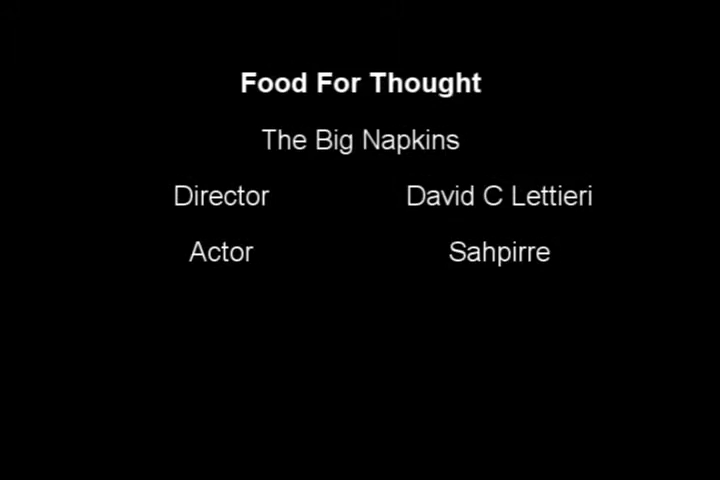 Food For Thought
The Big Napkins
Director David C Lettieri
Actor Sahpirre